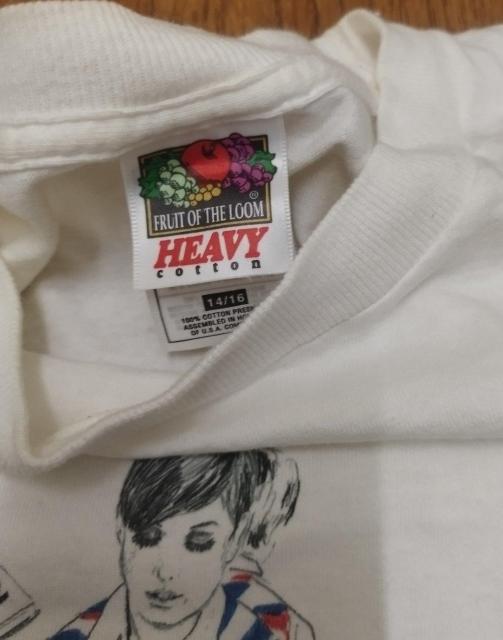 ®
FRUIT OF THE LOOM
HEAVY
cotton
14/16
100% COTTON
ASSEMBLED IN
OF U.S.A.